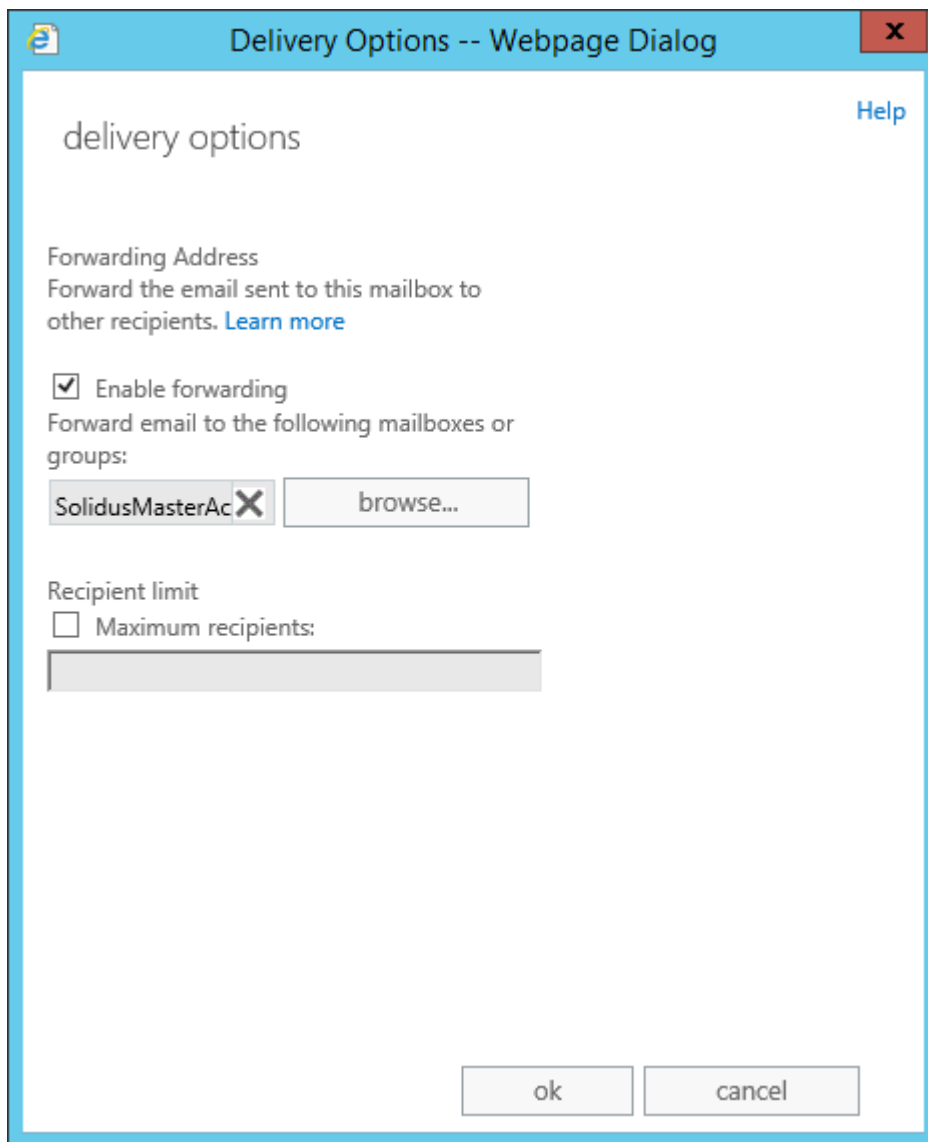 Delivery Options -- Webpage Dialog
x
Help
delivery options
Forwarding Address
Forward the email sent to this mailbox to
other recipients. Learn more
Enable forwarding
Forward email to the following mailboxes or
groups:
SolidusMasterAc
browse...
Recipient limit
Maximum recipients:
ok
cancel